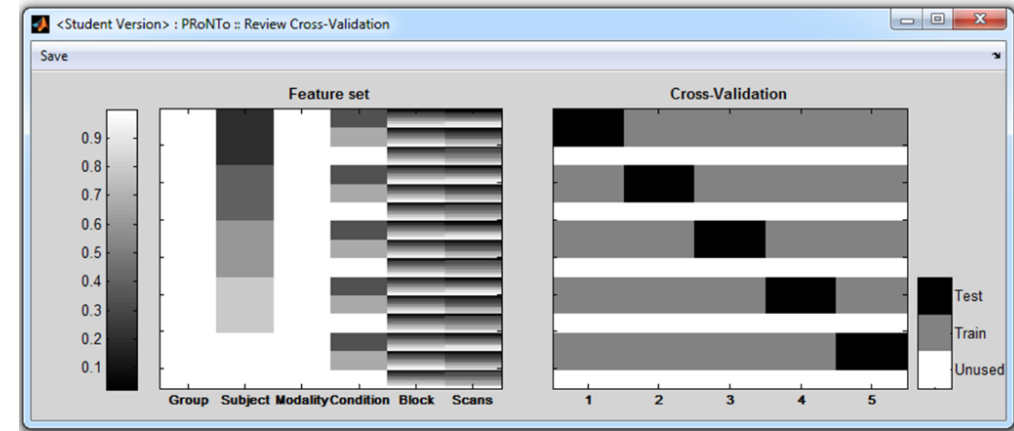 <Student Version> : PRoNTo :: Review Cross-Validation
Save
Feature set
Cross-Validation
0.9
0.8
0.7
0.6
0.5
0.4
0.3
0.2
0.1
Test
Train
Unused
Group Subject Modality Condition Block Scans
1 2 3 4 5